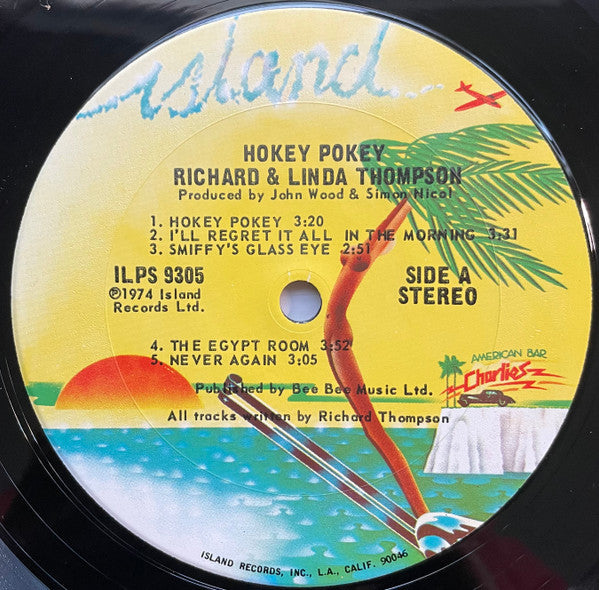 island
HOKEY POKEY
RICHARD & LINDA THOMPSON
Produced by John Wood & Simon Nicol
1. HOKEY POKEY 3:20
2. I'LL REGRET IT ALL IN THE MORNING 3:31
3. SMIFFY'S GLASS EYE 2:51
ILPS 9305
℗1974 Island
Records Ltd.
SIDE A
STEREO
4. THE EGYPT ROOM 3:52
5. NEVER AGAIN 3:05
AMERICAN BAR
Charlies
Published by Bee Bee Music Ltd.
All tracks written by Richard Thompson
ISLAND RECORDS, INC., L.A., CALIF. 90046